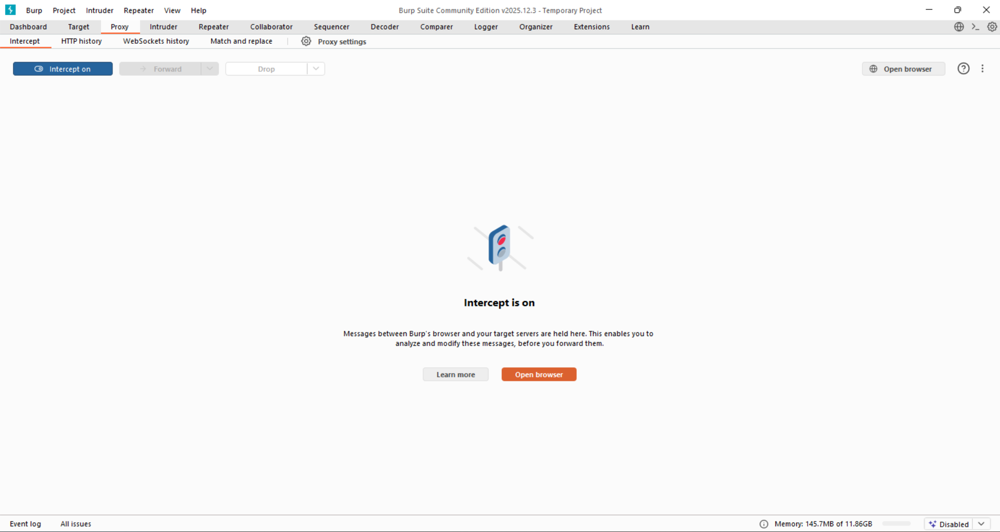 Burp Project Intruder Repeater View Help Burp Suite Community Edition v2025.12.3 - Temporary Project
Dashboard Target Proxy Intruder Repeater Collaborator Sequencer Decoder Comparer Logger Organizer Extensions Learn
Intercept HTTP history WebSockets history Match and replace Proxy settings
Intercept on Forward Drop Open browser
Intercept is on
Messages between Burp's browser and your target servers are held here. This enables you to
analyze and modify these messages, before you forward them.
Learn more Open browser
Event log All issues Memory: 145.7MB of 11.86GB Disabled